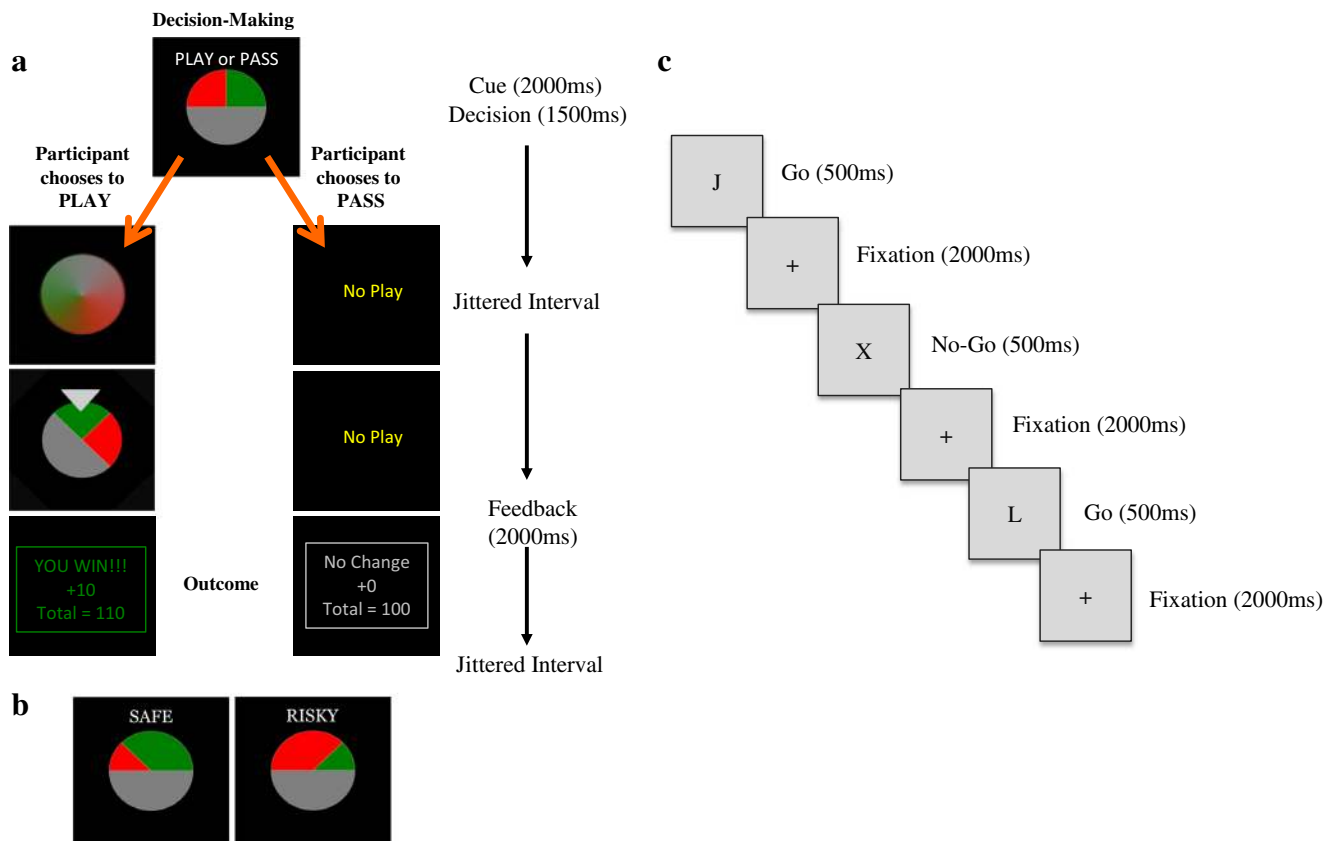 a
Decision-Making
PLAY or PASS
Participant
chooses to
PLAY
Participant
chooses to
PASS
No Play
No Play
YOU WIN!!!
+10
Total = 110
Outcome
No Change
+0
Total = 100
Cue (2000ms)
Decision (1500ms)
Jittered Interval
Feedback
(2000ms)
Jittered Interval
b
SAFE
RISKY
c
J
Go (500ms)
+
Fixation (2000ms)
X
No-Go (500ms)
+
Fixation (2000ms)
L
Go (500ms)
+
Fixation (2000ms)